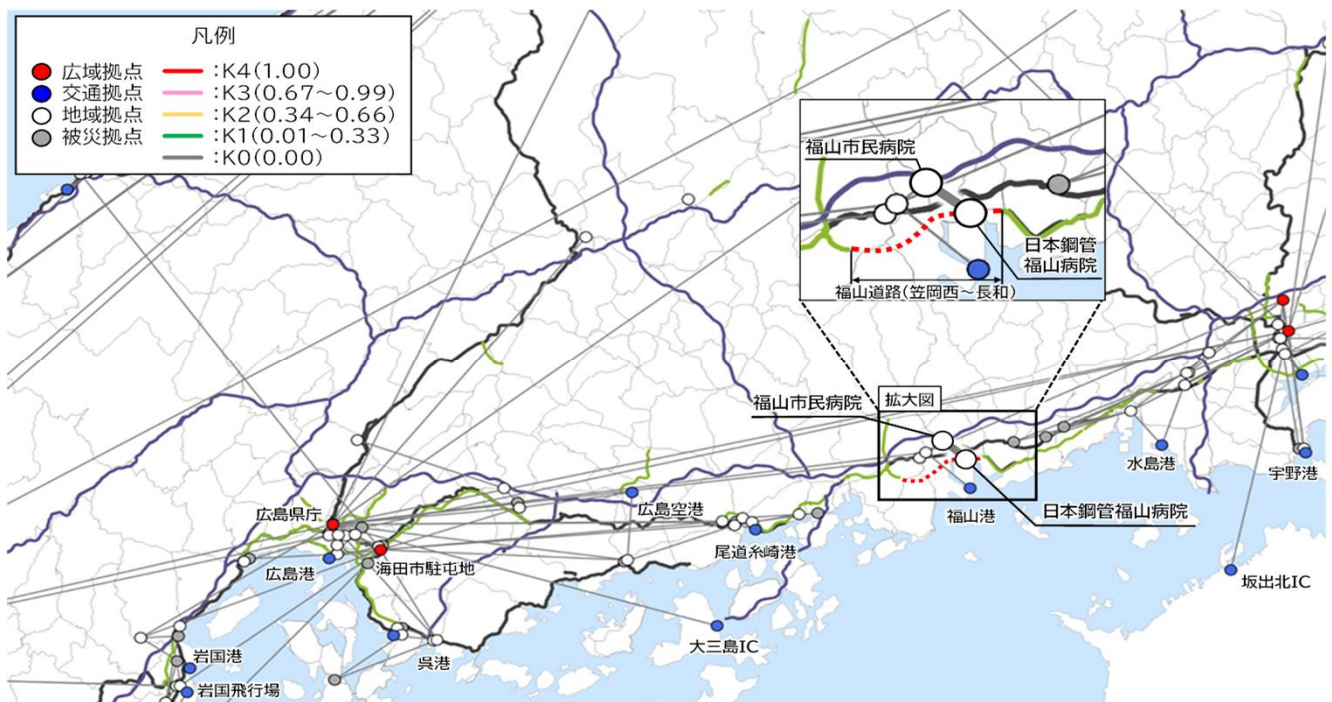 凡例
広域拠点
交通拠点
地域拠点
被災拠点
:K4(1.00)
:K3(0.67～0.99)
:K2(0.34～0.66)
:K1(0.01～0.33)
:K0(0.00)
福山市民病院
日本鋼管
福山病院
福山道路(笠岡西～長和)
福山市民病院
拡大図
水島港
宇野港
広島県庁
広島空港
福山港
日本鋼管福山病院
尾道糸崎港
広島港
海田市駐屯地
坂出北IC
大三島IC
呉港
岩国港
岩国飛行場